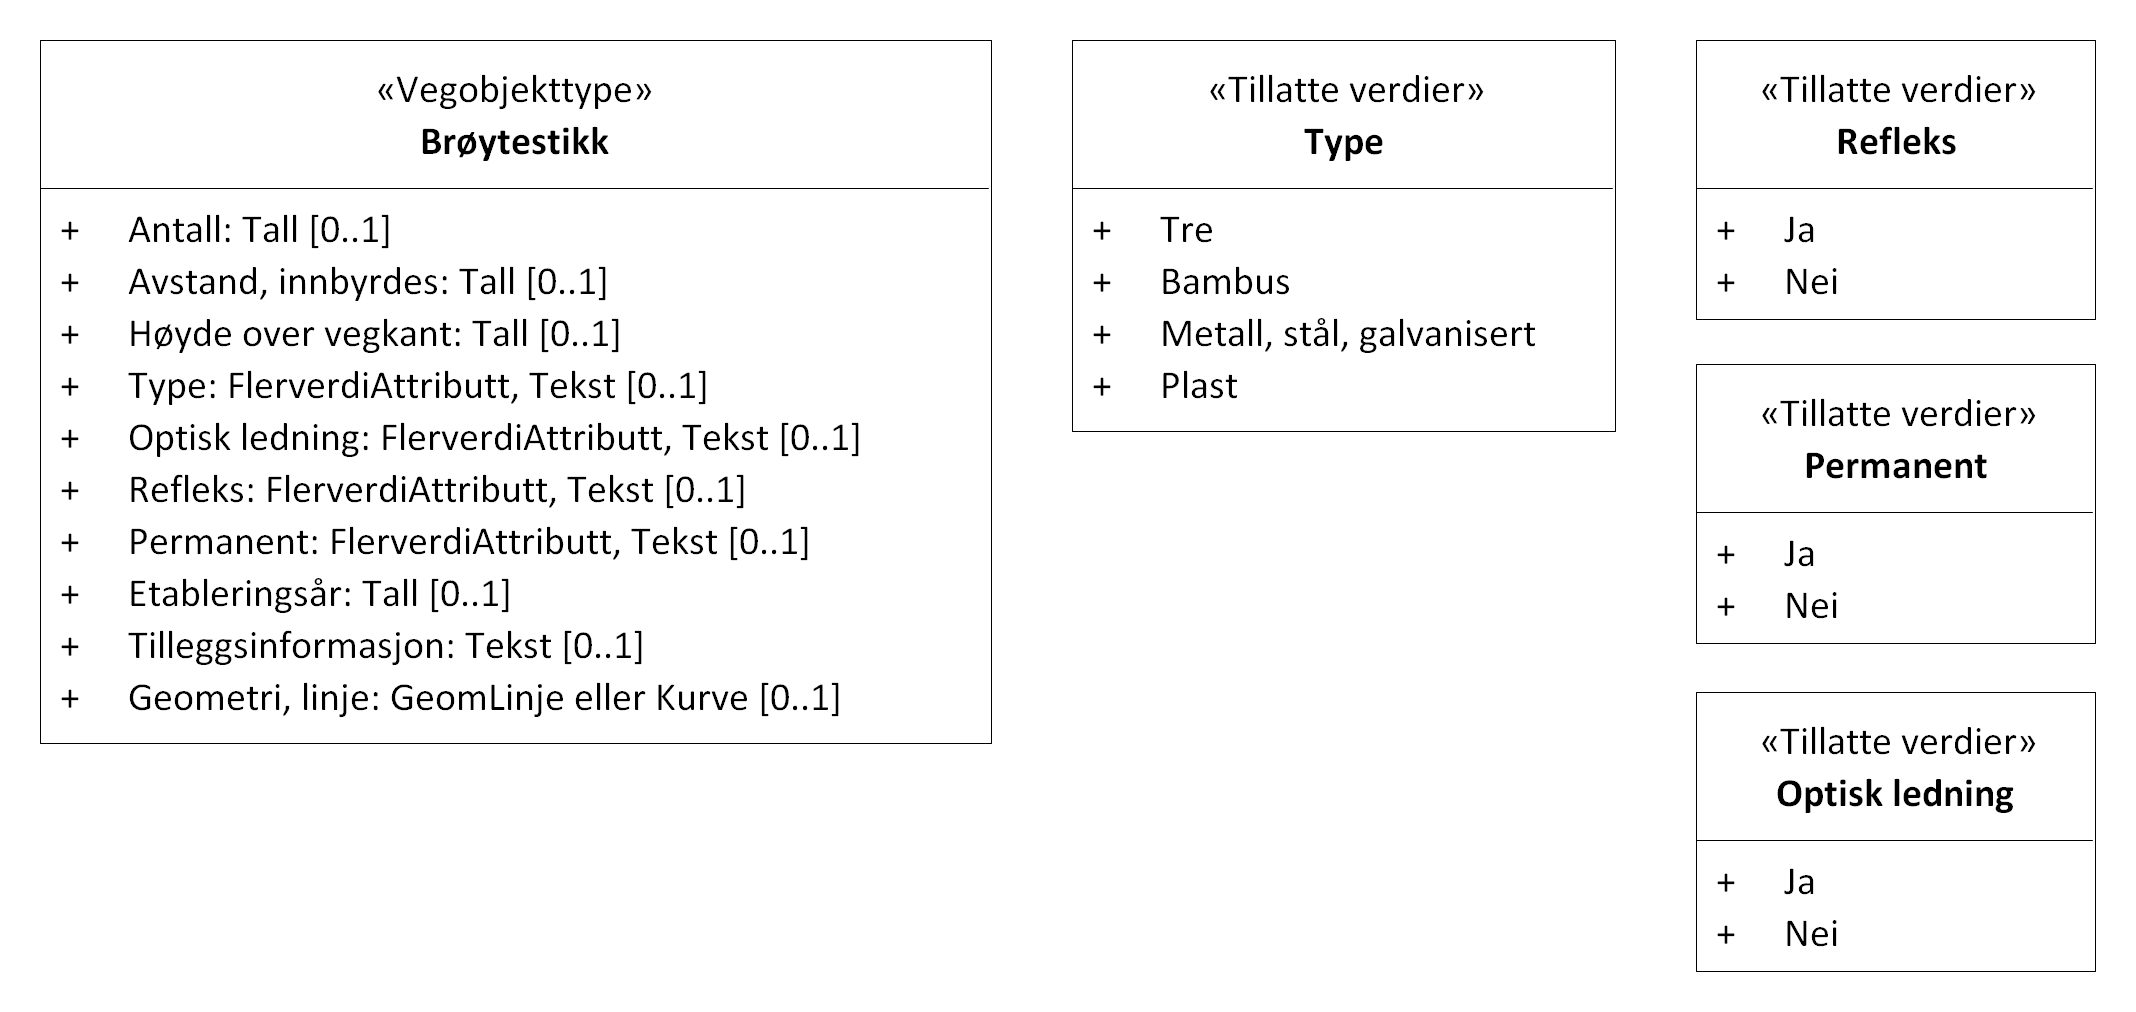 «Vegobjekttype»
Brøytestikk
+ Antall: Tall [0..1]
+ Avstand, innbyrdes: Tall [0..1]
+ Høyde over vegkant: Tall [0..1]
+ Type: FlerverdiAttributt, Tekst [0..1]
+ Optisk ledning: FlerverdiAttributt, Tekst [0..1]
+ Refleks: FlerverdiAttributt, Tekst [0..1]
+ Permanent: FlerverdiAttributt, Tekst [0..1]
+ Etableringsår: Tall [0..1]
+ Tilleggsinformasjon: Tekst [0..1]
+ Geometri, linje: GeomLinje eller Kurve [0..1]
«Tillatte verdier»
Type
+ Tre
+ Bambus
+ Metall, stål, galvanisert
+ Plast
«Tillatte verdier»
Refleks
+ Ja
+ Nei
«Tillatte verdier»
Permanent
+ Ja
+ Nei
«Tillatte verdier»
Optisk ledning
+ Ja
+ Nei